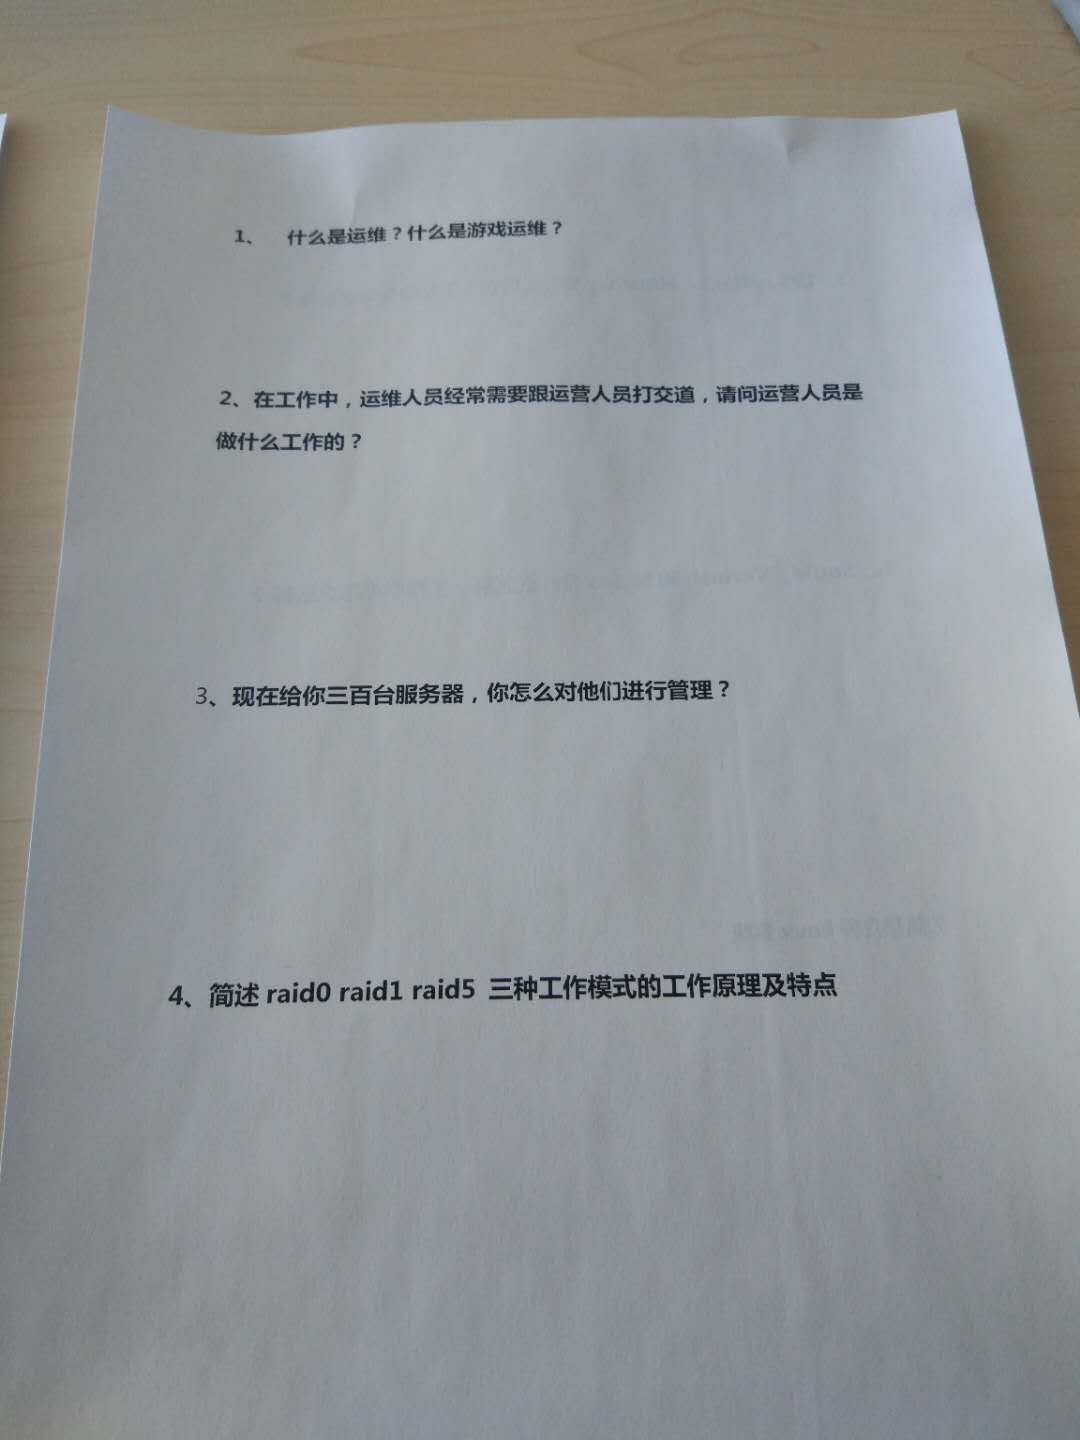 1、 什么是运维？什么是游戏运维？
2、在工作中，运维人员经常需要跟运营人员打交道，请问运营人员是
做什么工作的？
3、现在给你三百台服务器，你怎么对他们进行管理？
4、简述 raid0 raid1 raid5 三种工作模式的工作原理及特点